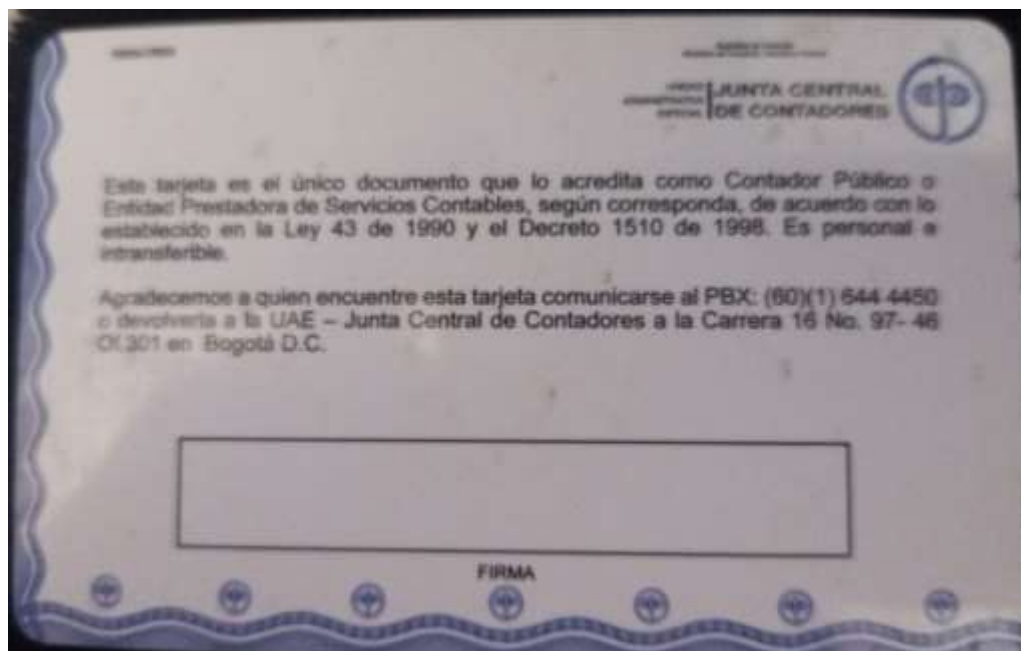 UNIDAD
ADMINISTRATIVA
ESPECIAL
JUNTA CENTRAL
DE CONTADORES
Esta tarjeta es el único documento que lo acredita como Contador Público o
Entidad Prestadora de Servicios Contables, según corresponda, de acuerdo con lo
establecido en la Ley 43 de 1990 y el Decreto 1510 de 1998. Es personal e
intransferible.
Agradecemos a quien encuentre esta tarjeta comunicarse al PBX: (60)(1) 644 4450
o devolverla a la UAE – Junta Central de Contadores a la Carrera 16 No. 97- 46
Of.301 en Bogotá D.C.
FIRMA